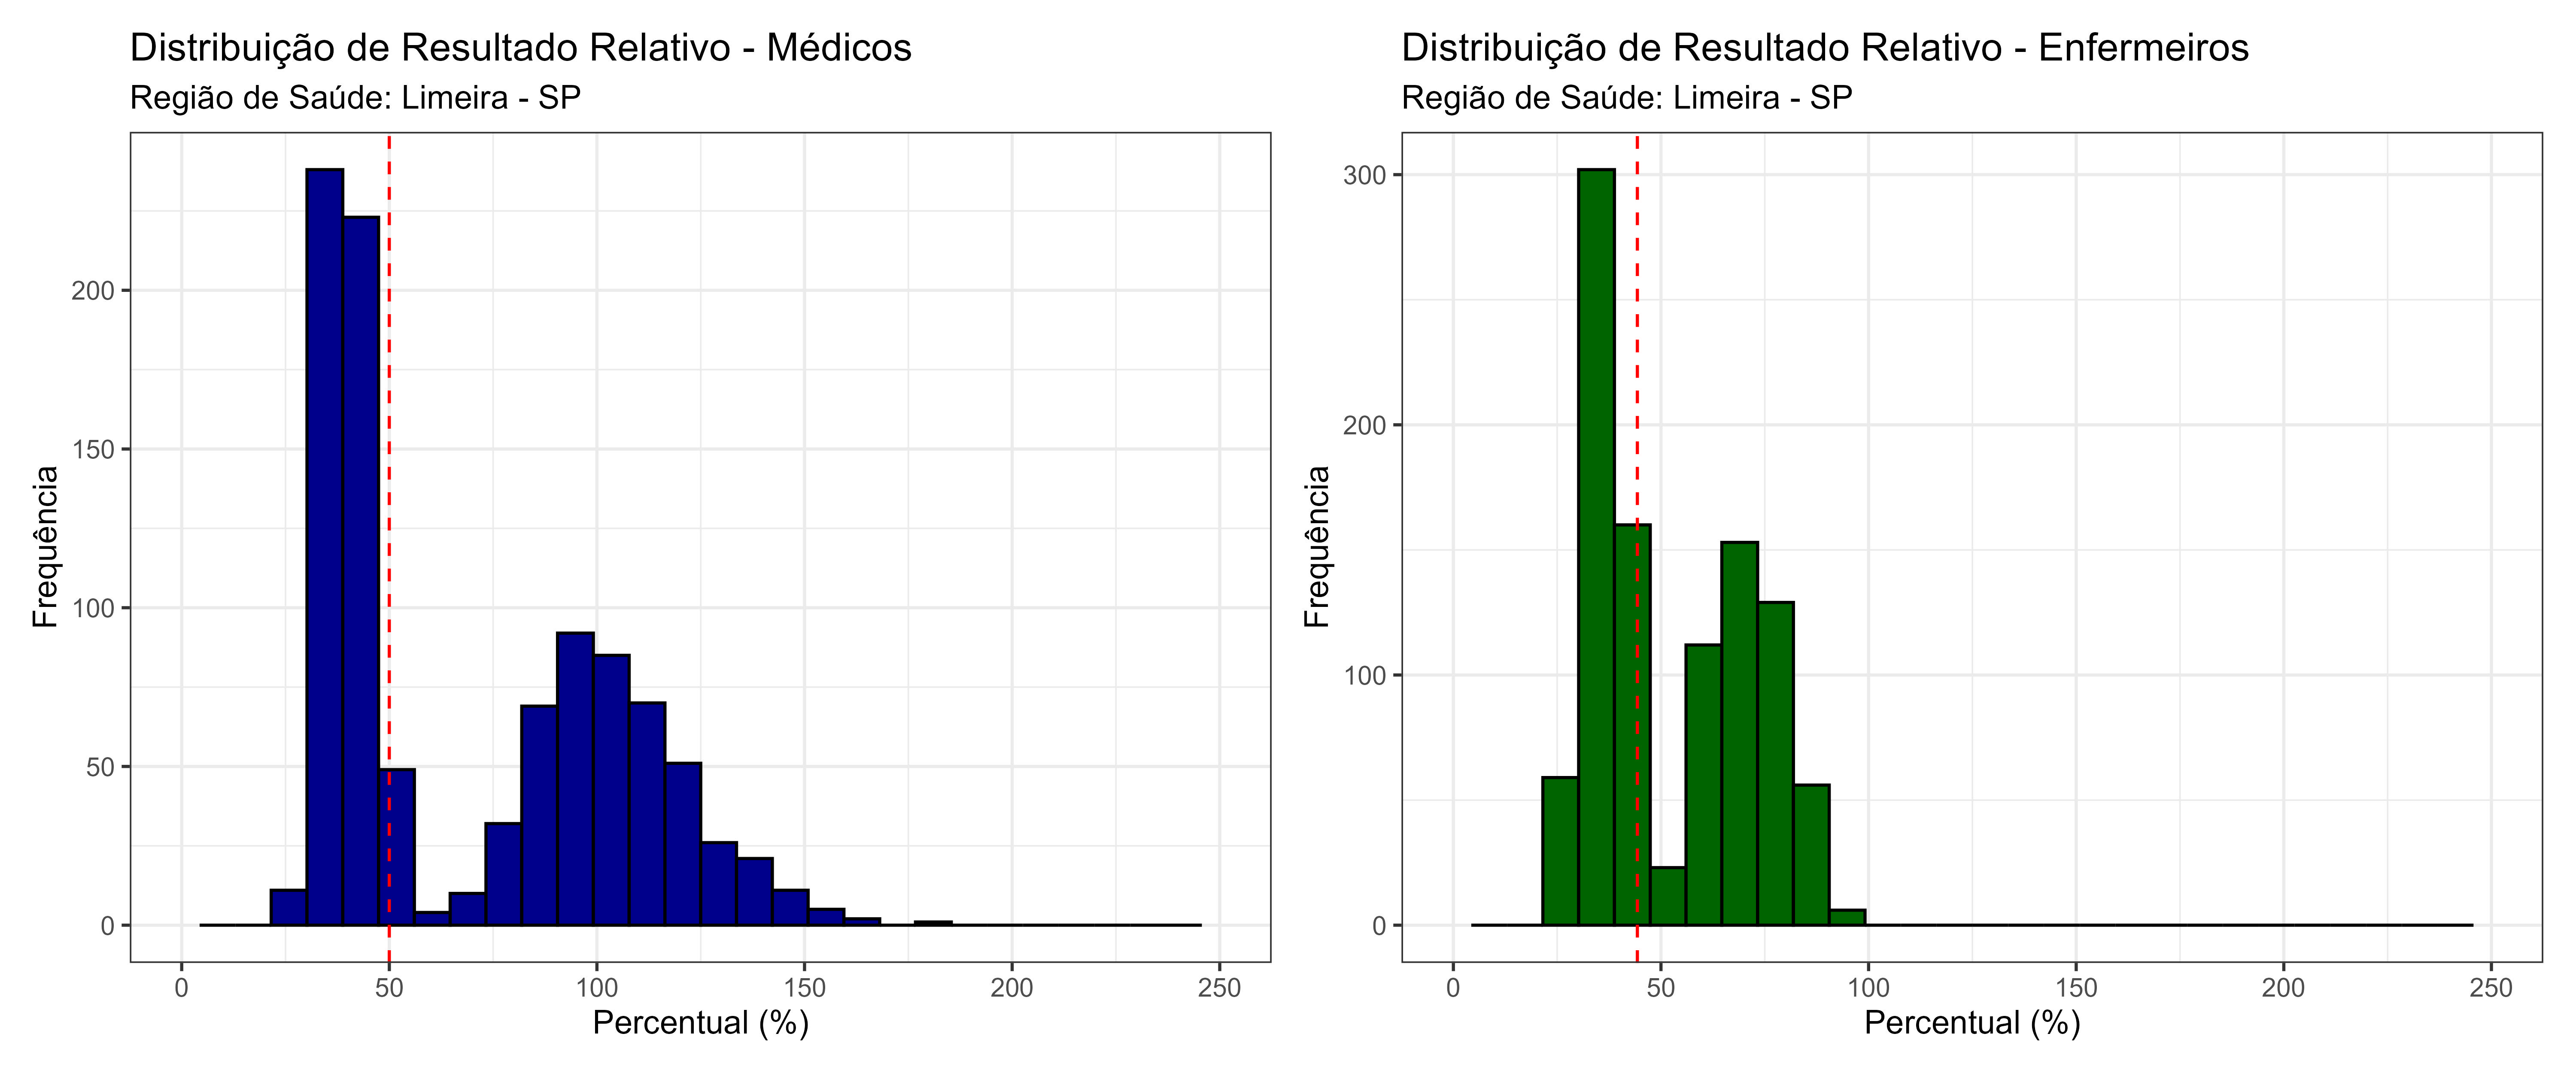 Distribuição de Resultado Relativo - Médicos
Região de Saúde: Limeira - SP
Frequência
200
150
100
50
0
0 50 100 150 200 250
Percentual (%)
Distribuição de Resultado Relativo - Enfermeiros
Região de Saúde: Limeira - SP
Frequência
300
200
100
0
0 50 100 150 200 250
Percentual (%)